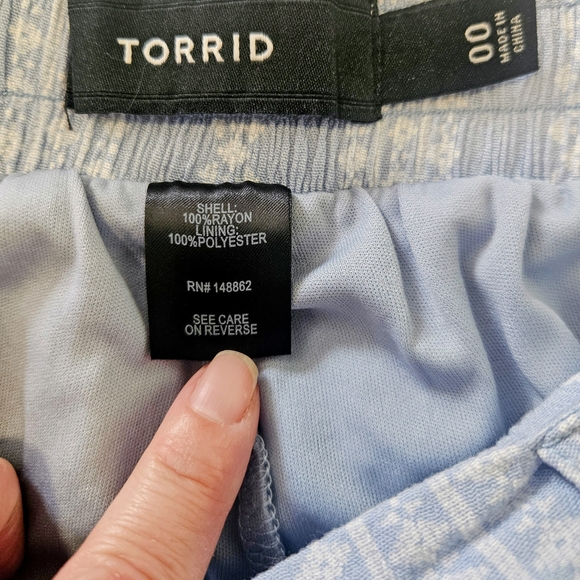 TORRID
00
MADE IN
CHINA
SHELL:
100%RAYON
LINING:
100%POLYESTER
RN# 148862
SEE CARE
ON REVERSE